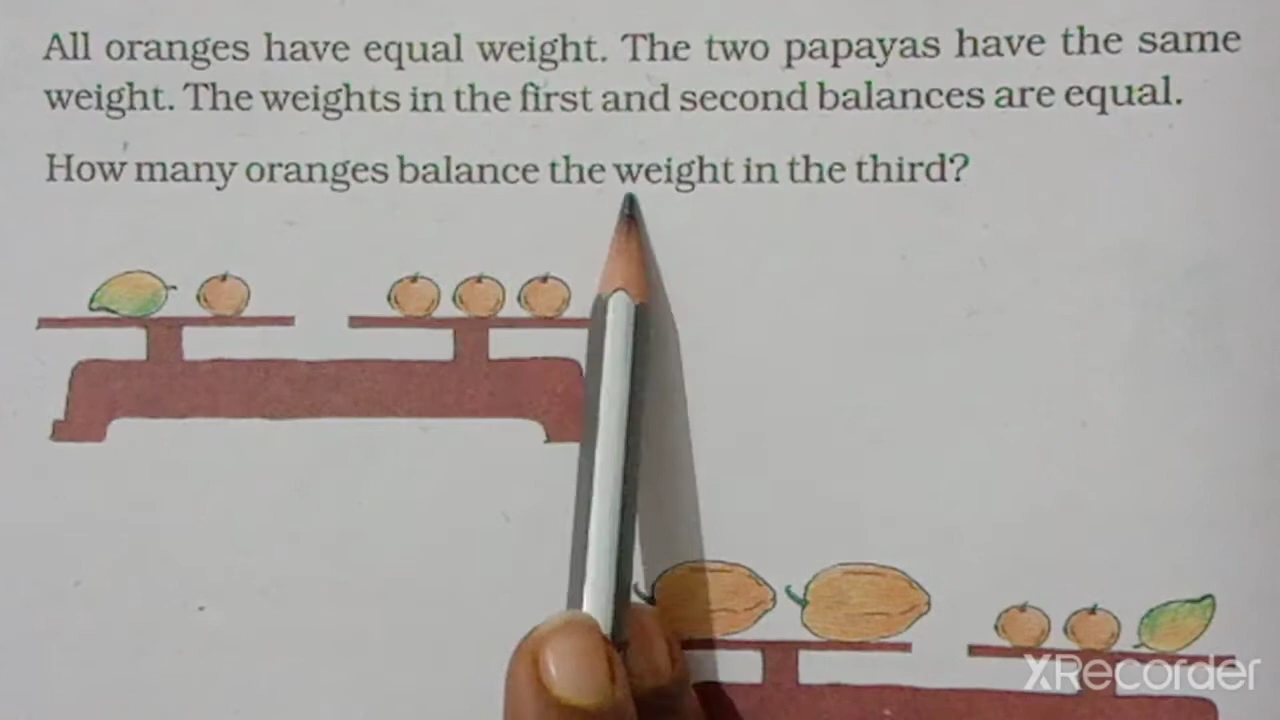 All oranges have equal weight. The two papayas have the same
weight. The weights in the first and second balances are equal.
How many oranges balance the weight in the third?
XRecorder